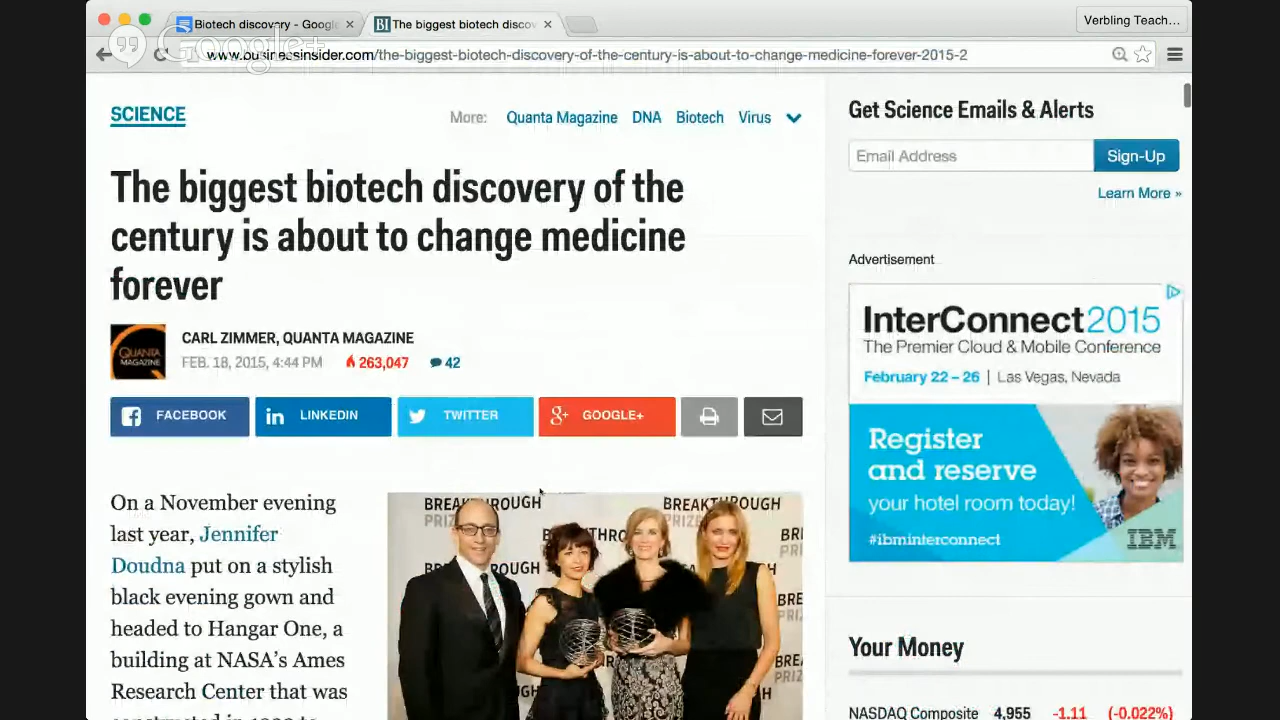 Biotech discovery - Google
The biggest biotech discov
Verbling Teach...
Google+
www.businessinsider.com/the-biggest-biotech-discovery-of-the-century-is-about-to-change-medicine-forever-2015-2
SCIENCE
More: Quanta Magazine DNA Biotech Virus
The biggest biotech discovery of the
century is about to change medicine
forever
QUANTA
MAGAZINE
CARL ZIMMER, QUANTA MAGAZINE
FEB. 18, 2015, 4:44 PM 263,047 42
FACEBOOK
LINKEDIN
TWITTER
GOOGLE+
On a November evening
last year, Jennifer
Doudna put on a stylish
black evening gown and
headed to Hangar One, a
building at NASA's Ames
Research Center that was
BREAKTHROUGH
PRIZE
BREAKTHROUGH
Get Science Emails & Alerts
Email Address
Sign-Up
Learn More »
Advertisement
InterConnect2015
The Premier Cloud & Mobile Conference
February 22 – 26 | Las Vegas, Nevada
Register
and reserve
your hotel room today!
#ibminterconnect
IBM
Your Money
NASDAQ Composite 4,955 -1.11 (-0.022%)